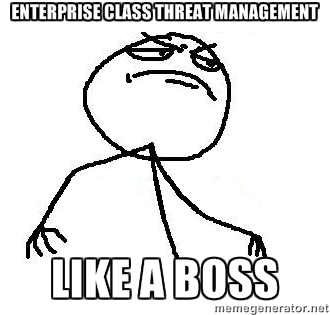 ENTERPRISE CLASS THREAT MANAGEMENT
LIKE A BOSS
memegenerator.net